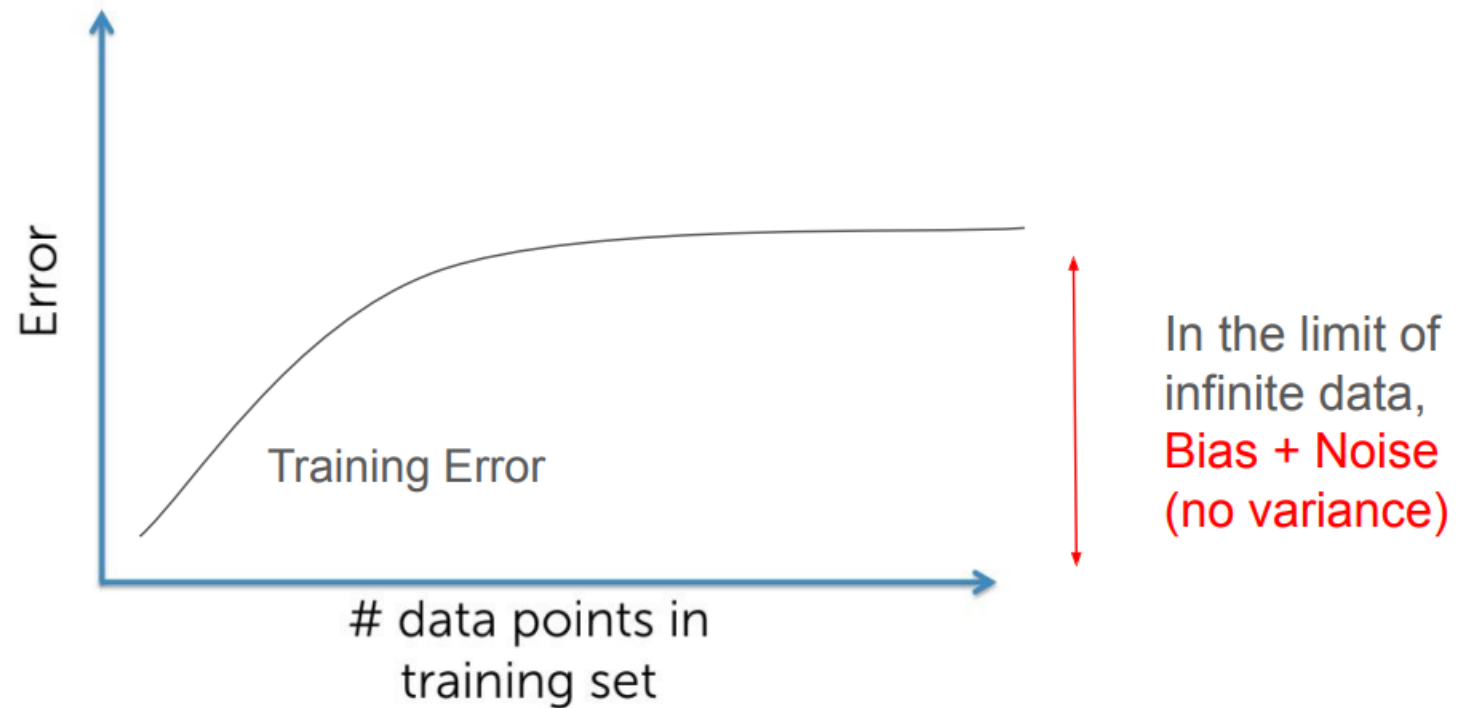 Error
Training Error
# data points in
training set
In the limit of
infinite data,
Bias + Noise
(no variance)